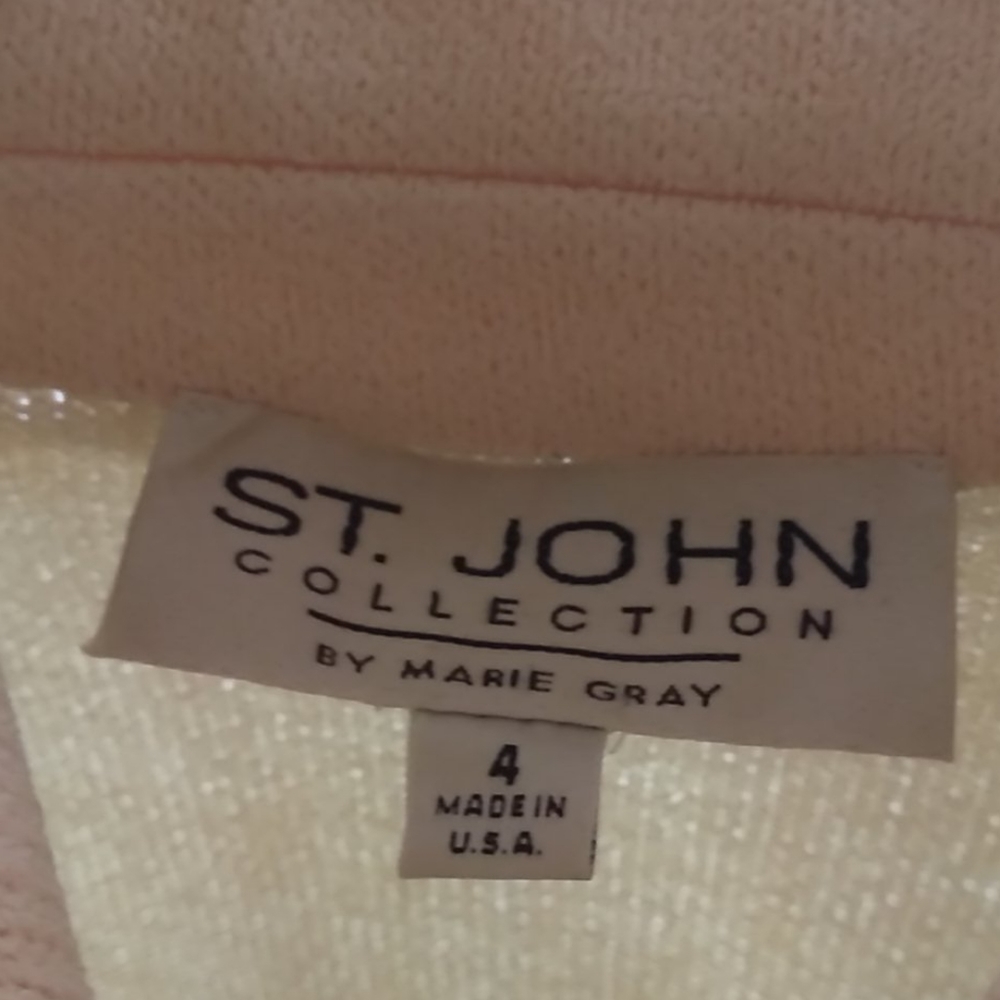 ST. JOHN
COLLECTION
BY MARIE GRAY
4
MADE IN
U.S.A.